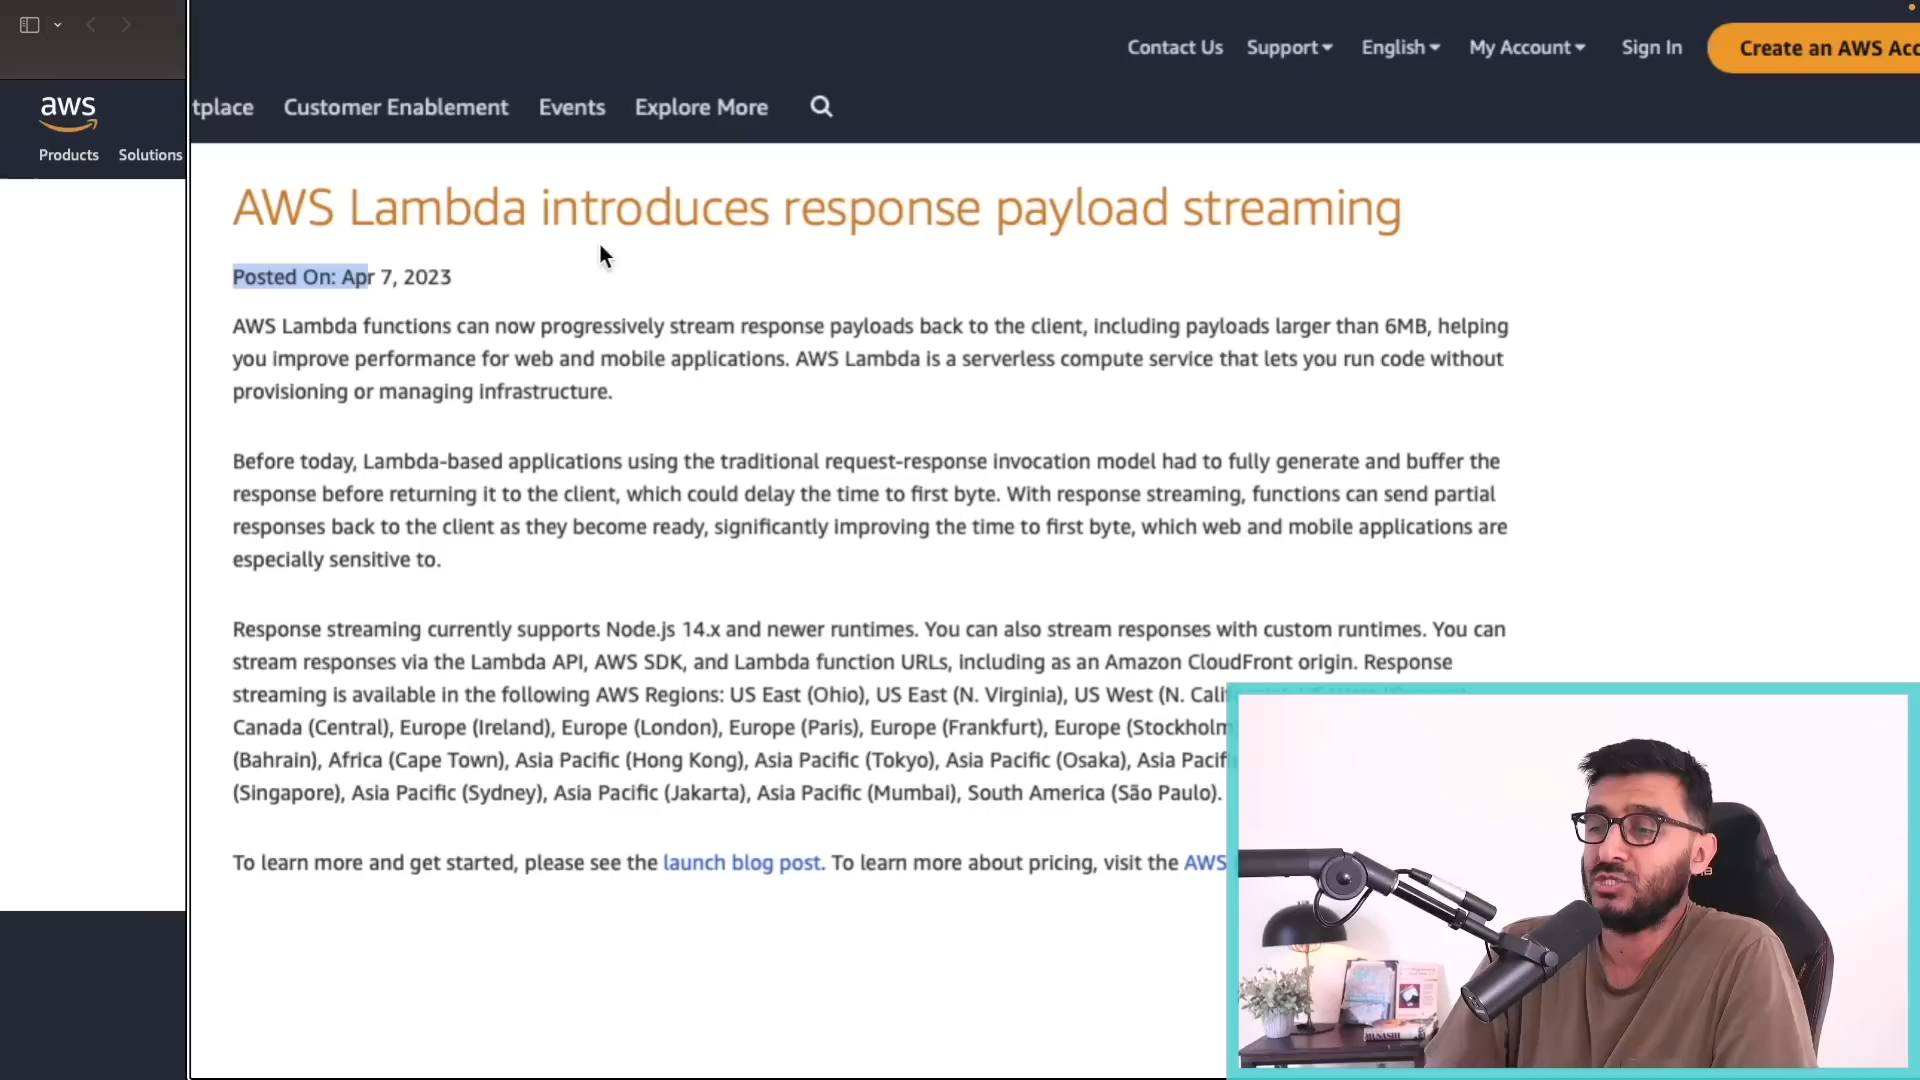 Contact Us Support English My Account Sign In Create an AWS Acc
aws
tplace Customer Enablement Events Explore More
Products Solutions
AWS Lambda introduces response payload streaming
Posted On: Apr 7, 2023
AWS Lambda functions can now progressively stream response payloads back to the client, including payloads larger than 6MB, helping
you improve performance for web and mobile applications. AWS Lambda is a serverless compute service that lets you run code without
provisioning or managing infrastructure.
Before today, Lambda-based applications using the traditional request-response invocation model had to fully generate and buffer the
response before returning it to the client, which could delay the time to first byte. With response streaming, functions can send partial
responses back to the client as they become ready, significantly improving the time to first byte, which web and mobile applications are
especially sensitive to.
Response streaming currently supports Node.js 14.x and newer runtimes. You can also stream responses with custom runtimes. You can
stream responses via the Lambda API, AWS SDK, and Lambda function URLs, including as an Amazon CloudFront origin. Response
streaming is available in the following AWS Regions: US East (Ohio), US East (N. Virginia), US West (N. Cali
Canada (Central), Europe (Ireland), Europe (London), Europe (Paris), Europe (Frankfurt), Europe (Stockholm
(Bahrain), Africa (Cape Town), Asia Pacific (Hong Kong), Asia Pacific (Tokyo), Asia Pacific (Osaka), Asia Pacif
(Singapore), Asia Pacific (Sydney), Asia Pacific (Jakarta), Asia Pacific (Mumbai), South America (São Paulo).
To learn more and get started, please see the launch blog post. To learn more about pricing, visit the AWS
MUSASHI